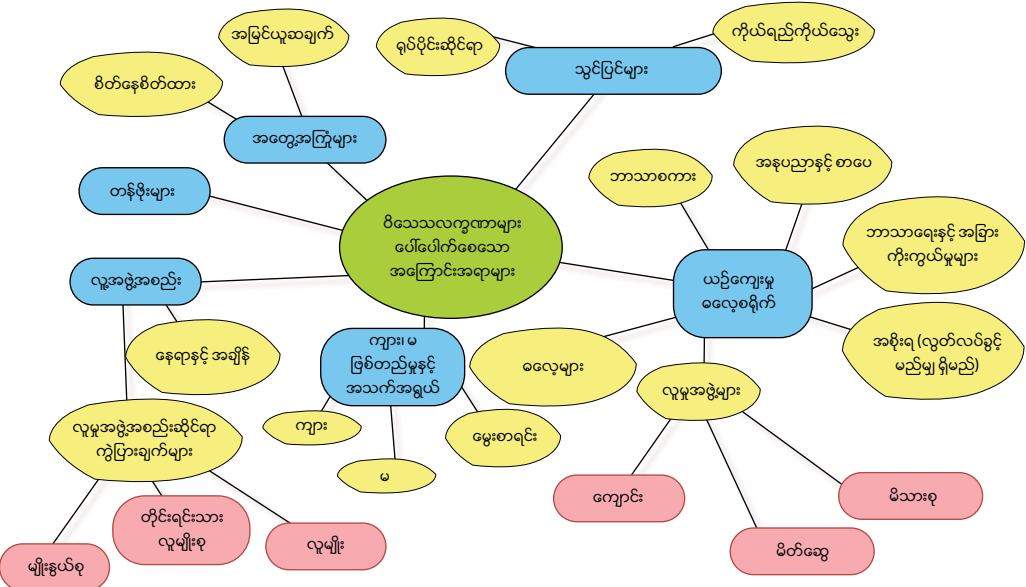 အမြင်ယူဆချက်
ရုပ်ပိုင်းဆိုင်ရာ
ကိုယ်ရည်ကိုယ်သွေး
သွင်ပြင်များ
စိတ်နေစိတ်ထား
အတွေ့အကြုံများ
ဘာသာစကား
အနုပညာနှင့် စာပေ
တန်ဖိုးများ
ဝိသေသလက္ခဏာများ
ပေါ်ပေါက်စေသော
အကြောင်းအရာများ
ဘာသာရေးနှင့် အခြား
ကိုးကွယ်မှုများ
ယဉ်ကျေးမှု
ဓလေ့စရိုက်
လူ့အဖွဲ့အစည်း
နေရာနှင့် အချိန်
ကျား၊ မ
ဖြစ်တည်မှုနှင့်
အသက်အရွယ်
ဓလေ့များ
အစိုးရ (လွတ်လပ်ခွင့်
မည်မျှ ရှိမည်)
လူမှုအဖွဲ့များ
လူမှုအဖွဲ့အစည်းဆိုင်ရာ
ကွဲပြားချက်များ
ကျား
မ
မွေးစာရင်း
ကျောင်း
မိသားစု
မိတ်ဆွေ
တိုင်းရင်းသား
လူမျိုးစု
လူမျိုး
မျိုးနွယ်စု